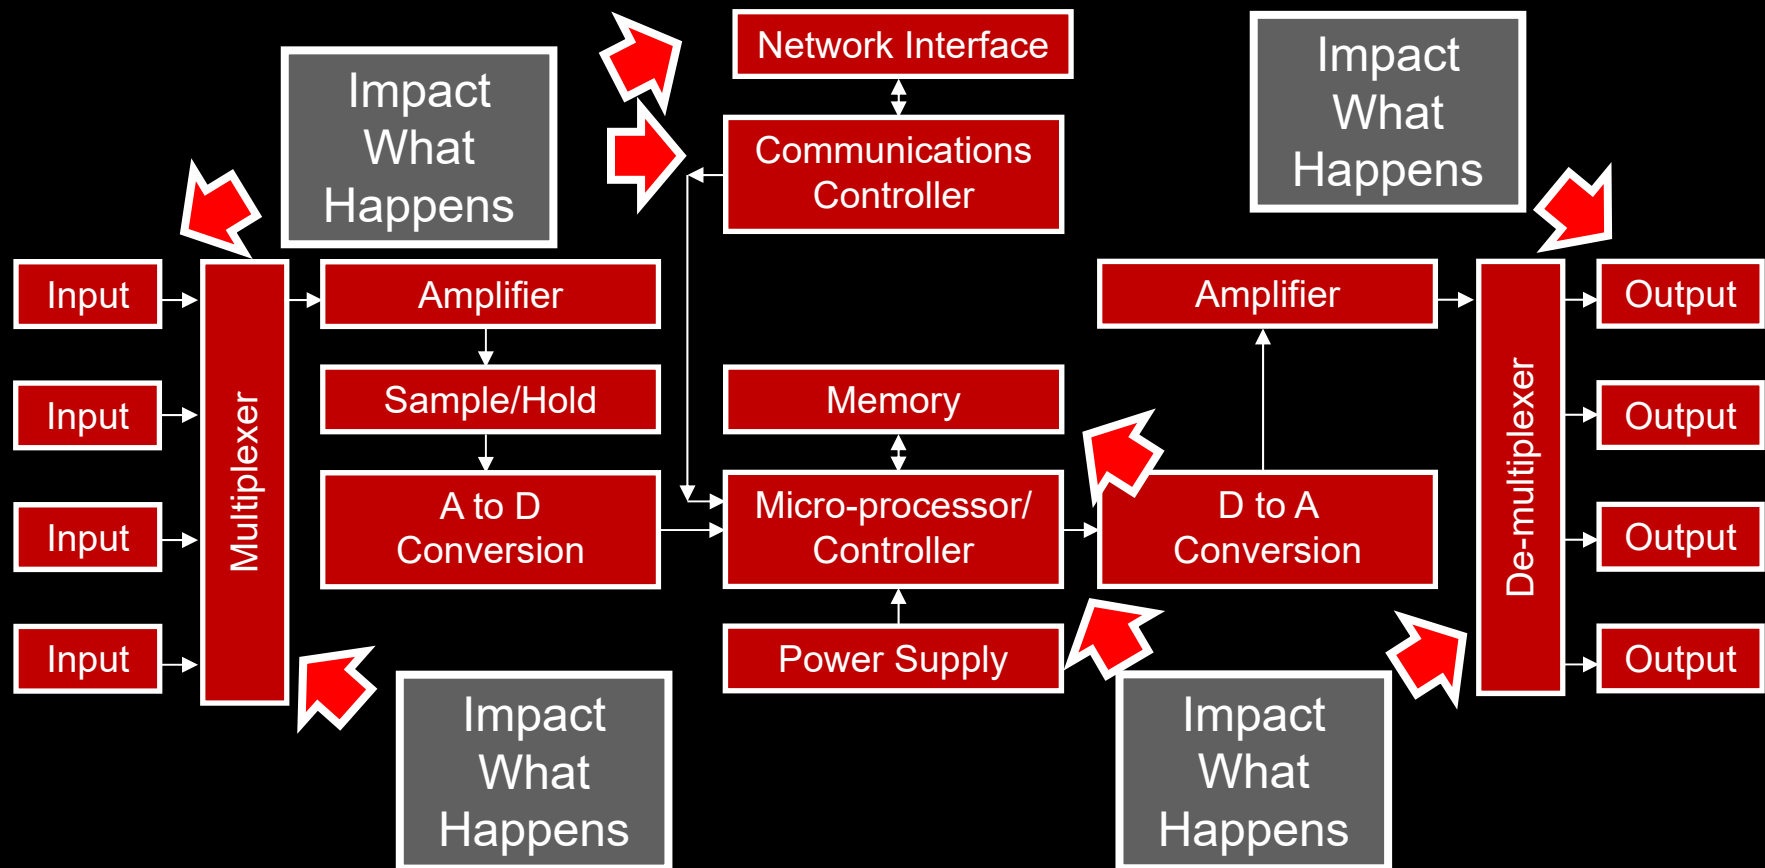 Network Interface
Impact
What
Happens
Impact
What
Happens
Communications
Controller
Input
Input
Input
Input
Multiplexer
Amplifier
Sample/Hold
A to D
Conversion
Memory
Micro-processor/
Controller
Power Supply
Amplifier
D to A
Conversion
De-multiplexer
Output
Output
Output
Output
Impact
What
Happens
Impact
What
Happens